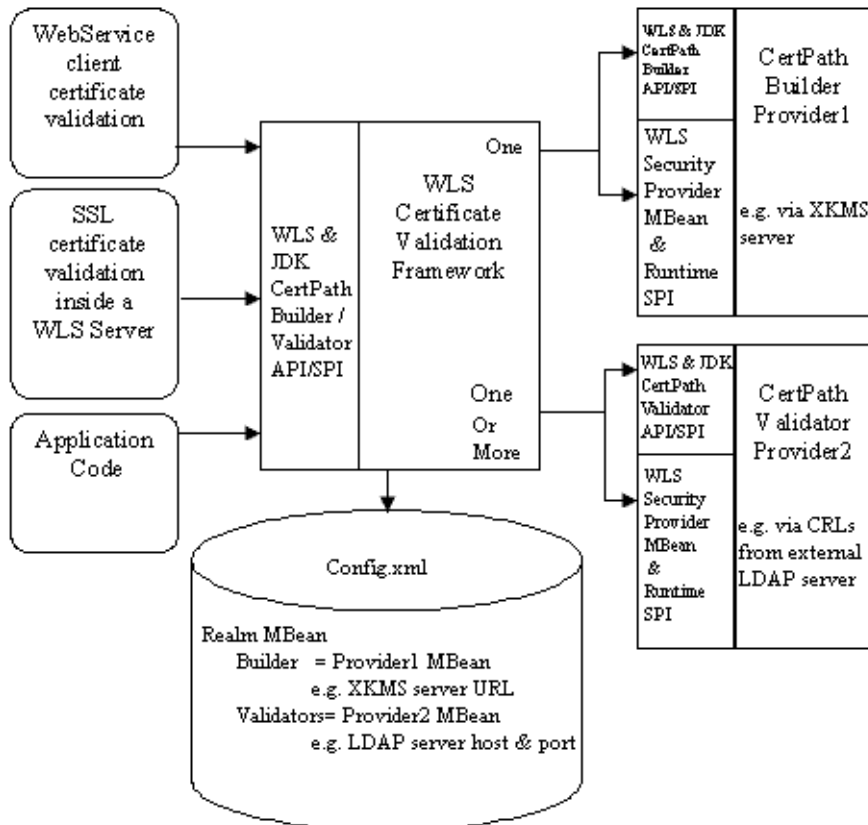 WebService
client
certificate
validation
SSL
certificate
validation
inside a
WLS Server
Application
Code
WLS &
JDK
CertPath
Builder /
Validator
API/SPI
One
WLS
Certificate
Validation
Framework
One
Or
More
WLS & JDK
CertPath
Builder
API/SPI
WLS
Security
Provider
MBean
&
Runtime
SPI
CertPath
Builder
Provider1
e.g. via XKMS
server
WLS & JDK
CertPath
Validator
API/SPI
WLS
Security
Provider
MBean
&
Runtime
SPI
CertPath
Validator
Provider2
e.g. via CRLs
from external
LDAP server
Config.xml
Realm MBean
Builder = Provider1 MBean
e.g. XKMS server URL
Validators= Provider2 MBean
e.g. LDAP server host & port